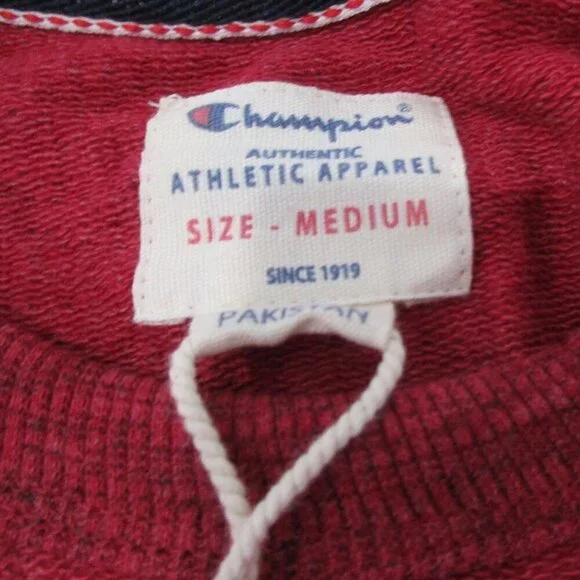 Champion®
AUTHENTIC
ATHLETIC APPAREL
SIZE - MEDIUM
SINCE 1919
PAKISTAN